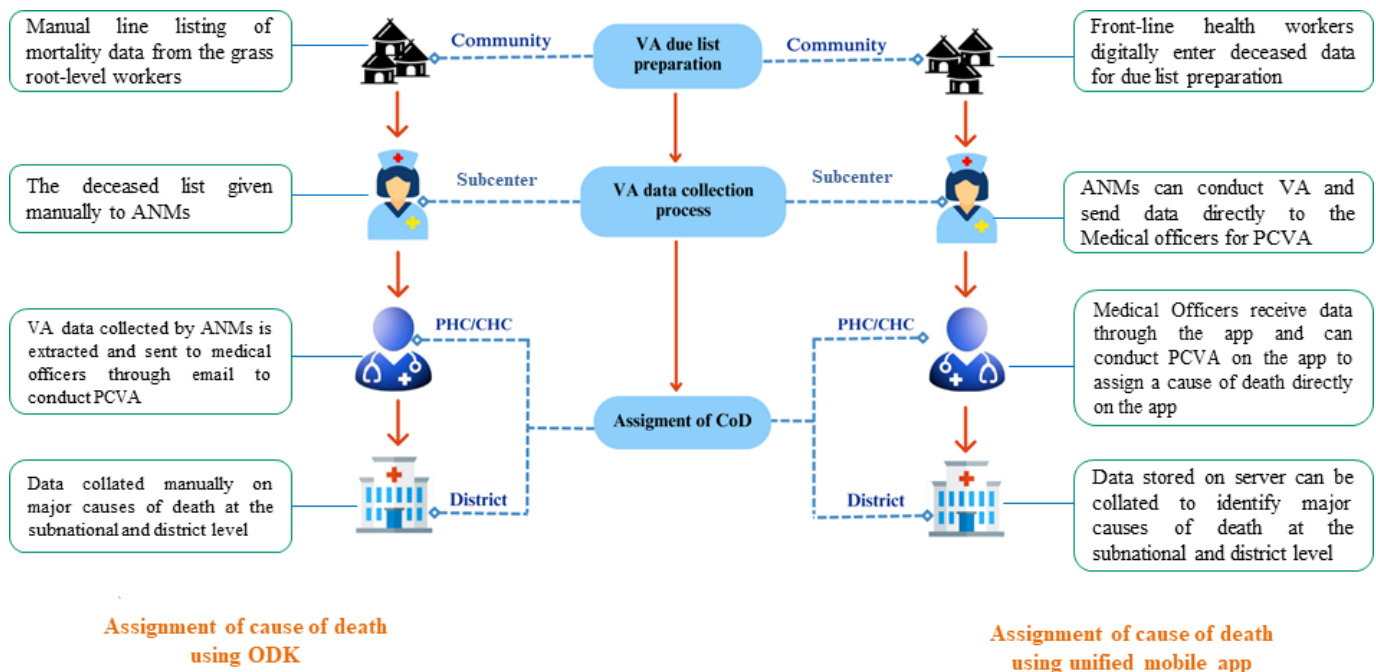 Manual line listing of
mortality data from the grass
root-level workers
Community
VA due list
preparation
Community
Front-line health workers
digitally enter deceased data
for due list preparation
The deceased list given
manually to ANMs
Subcenter
VA data collection
process
Subcenter
ANMs can conduct VA and
send data directly to the
Medical officers for PCVA
VA data collected by ANMs is
extracted and sent to medical
officers through email to
conduct PCVA
PHC/CHC
PHC/CHC
Medical Officers receive data
through the app and can
conduct PCVA on the app to
assign a cause of death directly
on the app
Assigment of CoD
Data collated manually on
major causes of death at the
subnational and district level
District
District
Data stored on server can be
collated to identify major
causes of death at the
subnational and district level
Assignment of cause of death
using ODK
Assignment of cause of death
using unified mobile app